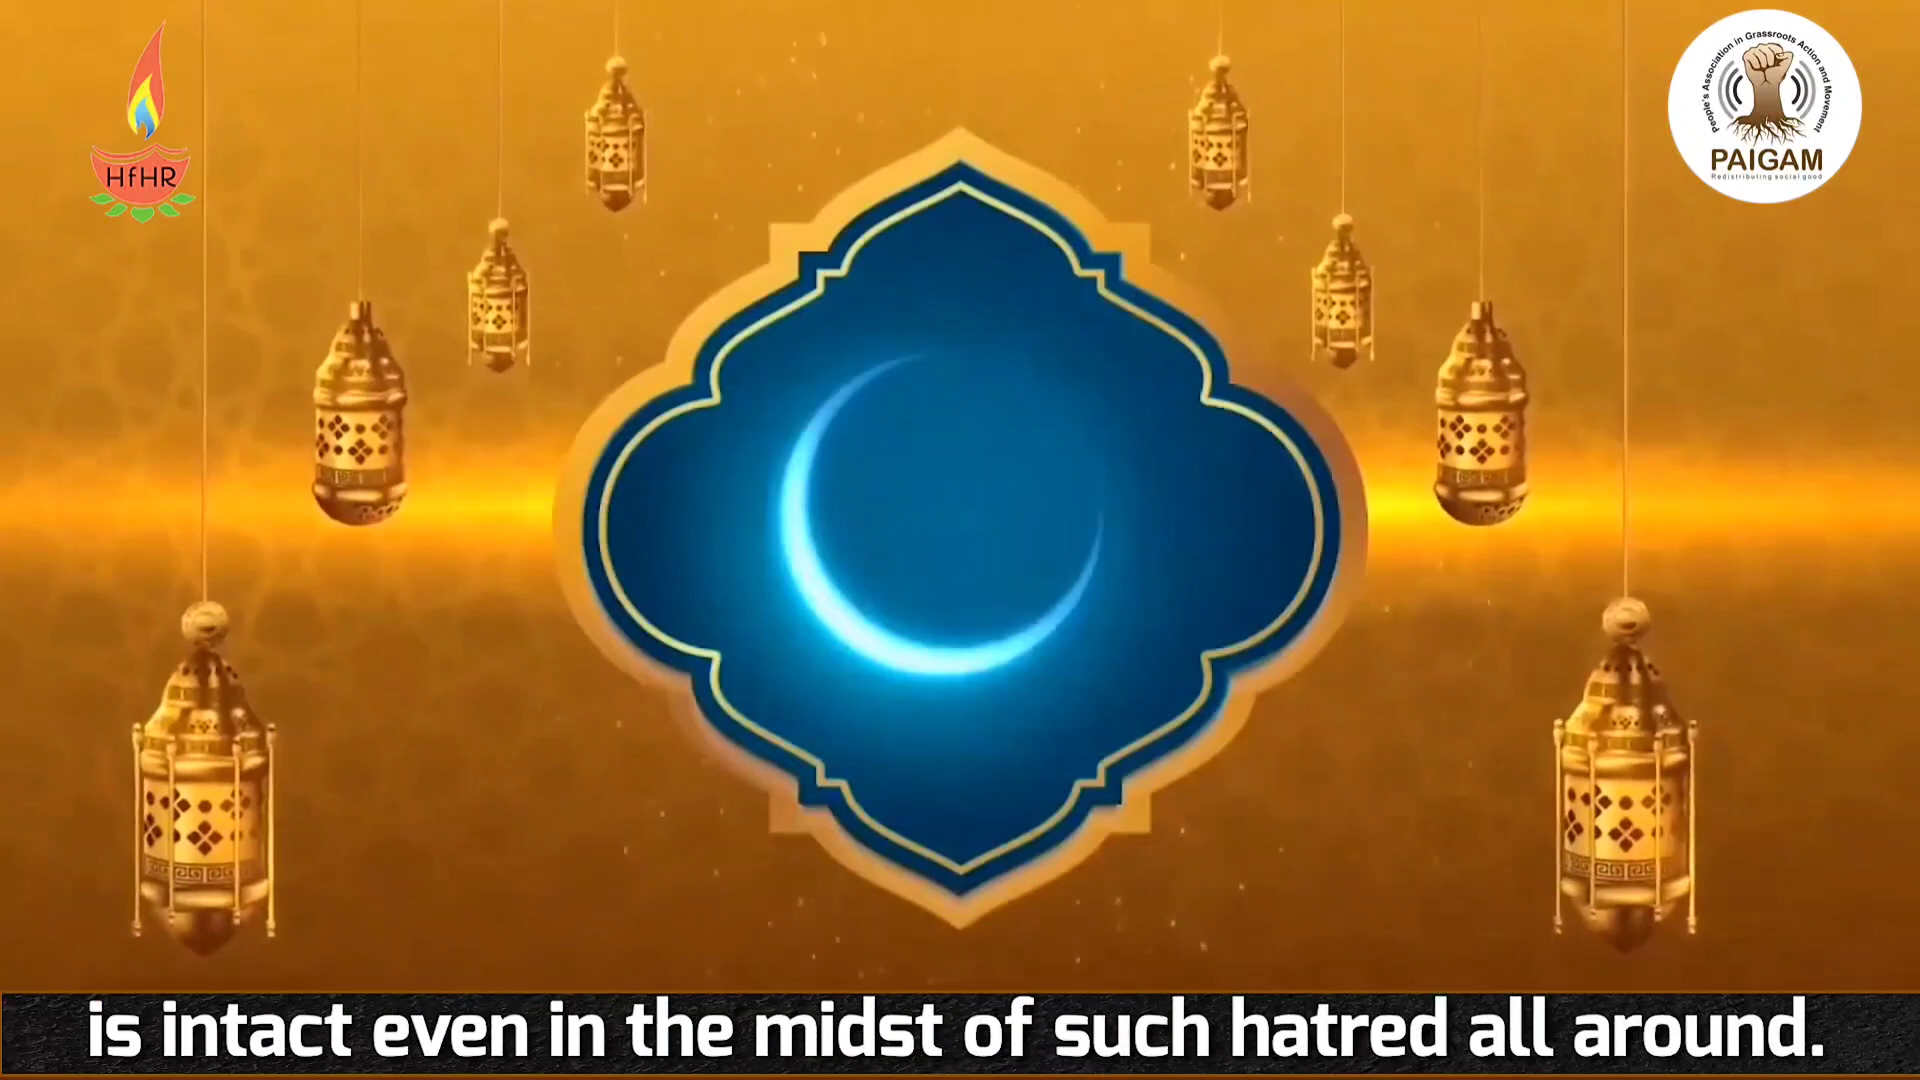 HfHR
People's Association in Grassroots Action and Movement
PAIGAM
Redistributing social good
is intact even in the midst of such hatred all around.